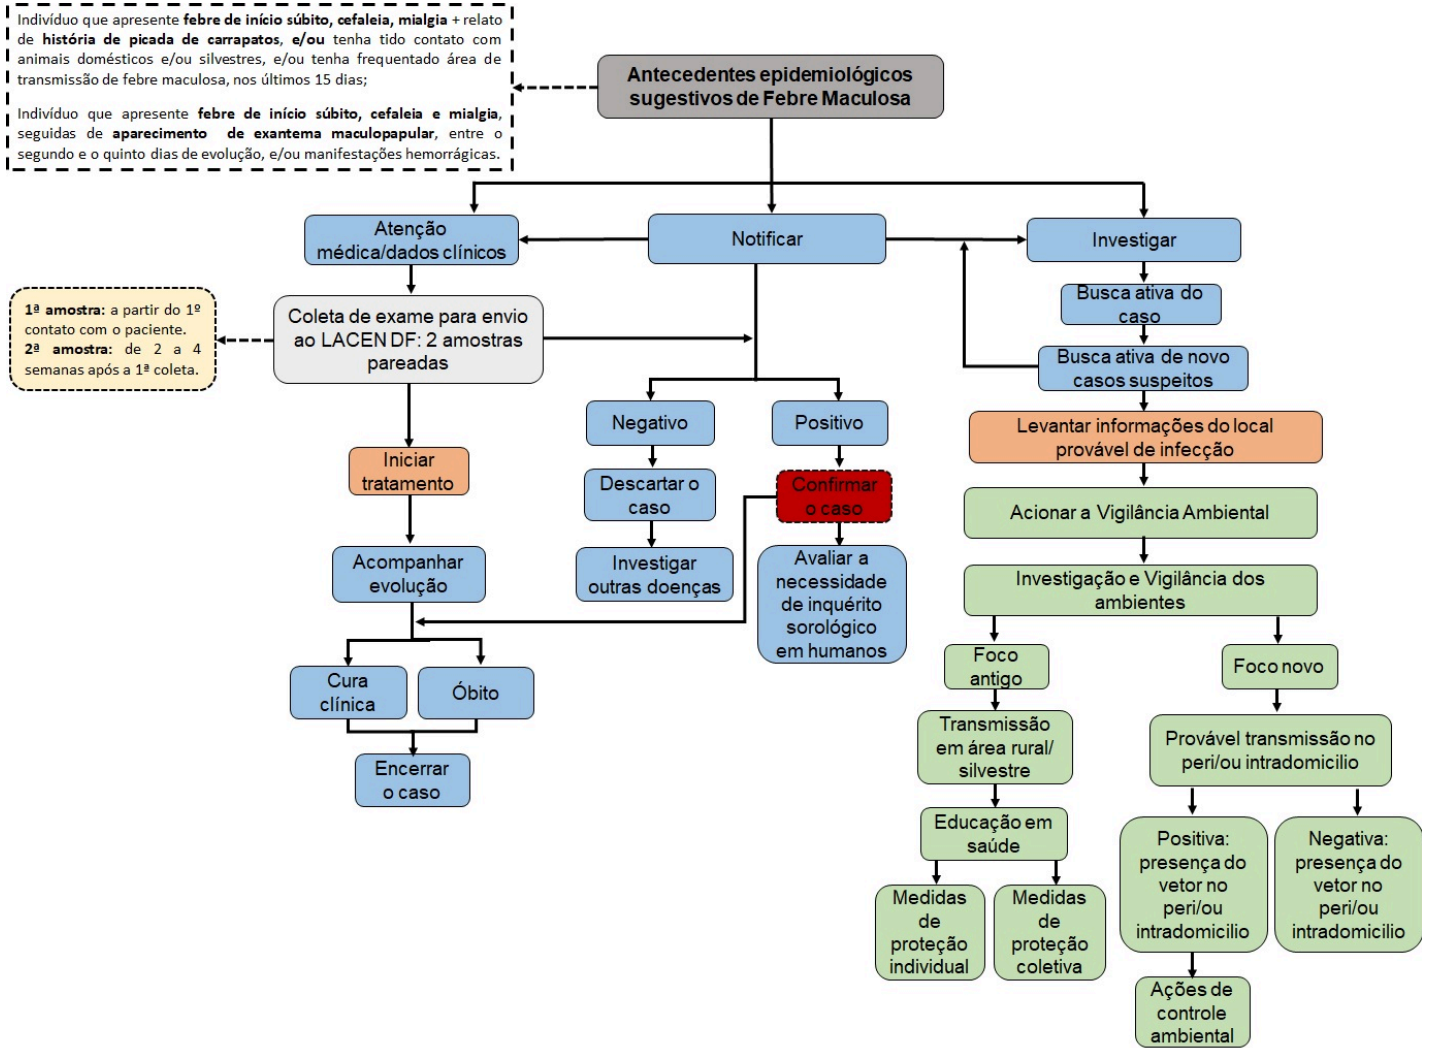 Indivíduo que apresente febre de início súbito, cefaleia, mialgia + relato
de história de picada de carrapatos, e/ou tenha tido contato com
animais domésticos e/ou silvestres, e/ou tenha frequentado área de
transmissão de febre maculosa, nos últimos 15 dias;
Indivíduo que apresente febre de início súbito, cefaleia e mialgia,
seguidas de aparecimento de exantema maculopapular, entre o
segundo e o quinto dias de evolução, e/ou manifestações hemorrágicas.
Antecedentes epidemiológicos
sugestivos de Febre Maculosa
Atenção
médica/dados clínicos
Notificar
Investigar
1ª amostra: a partir do 1º
contato com o paciente.
2ª amostra: de 2 a 4
semanas após a 1ª coleta.
Coleta de exame para envio
ao LACEN DF: 2 amostras
pareadas
Busca ativa do
caso
Busca ativa de novo
casos suspeitos
Negativo
Positivo
Levantar informações do local
provável de infecção
Iniciar
tratamento
Descartar o
caso
Confirmar
o caso
Acionar a Vigilância Ambiental
Acompanhar
evolução
Investigar
outras doenças
Avaliar a
necessidade
de inquérito
sorológico
em humanos
Investigação e Vigilância dos
ambientes
Foco
antigo
Foco novo
Cura
clínica
Óbito
Transmissão
em área rural/
silvestre
Provável transmissão no
peri/ou intradomicilio
Encerrar
o caso
Educação em
saúde
Positiva:
presença do
vetor no
peri/ou
intradomicilio
Negativa:
presença do
vetor no
peri/ou
intradomicilio
Medidas
de
proteção
individual
Medidas
de
proteção
coletiva
Ações de
controle
ambiental